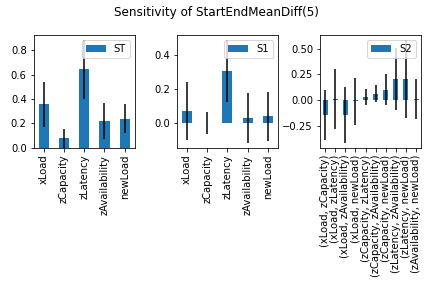 Sensitivity of StartEndMeanDiff(5)
ST
0.8
0.6
0.4
0.2
0.0
xLoad
zCapacity
zLatency
zAvailability
newLoad
S1
0.4
0.2
0.0
xLoad
zCapacity
zLatency
zAvailability
newLoad
S2
0.50
0.25
0.00
−0.25
(xLoad, zCapacity)
(xLoad, zLatency)
(xLoad, zAvailability)
(xLoad, newLoad)
(zCapacity, zLatency)
(zCapacity, zAvailability)
(zCapacity, newLoad)
(zLatency, zAvailability)
(zLatency, newLoad)
(zAvailability, newLoad)